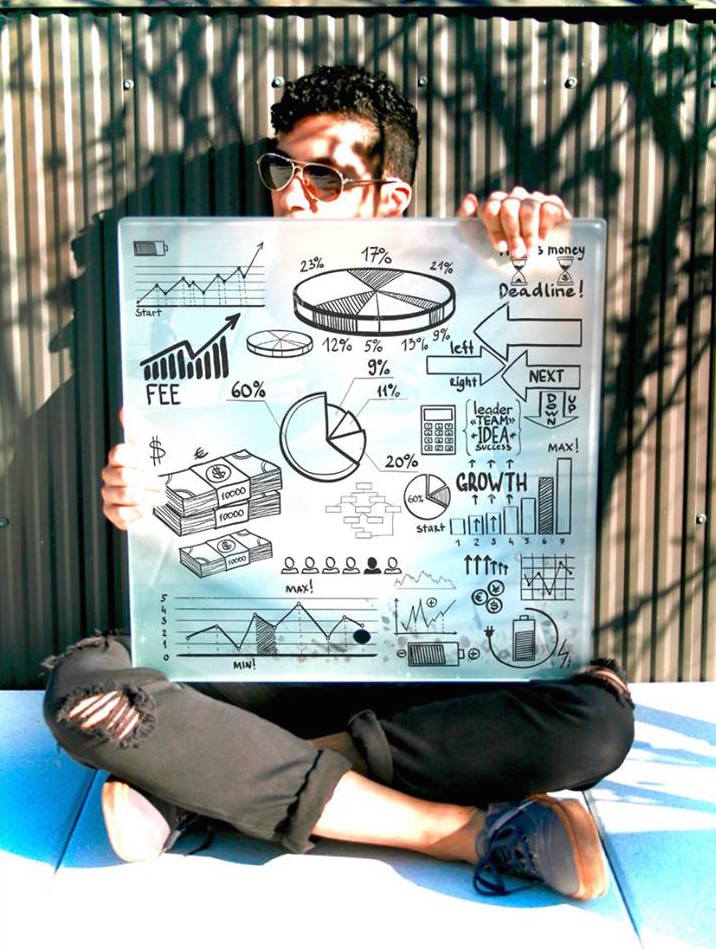 s money
Deadline!
17%
23%
21%
12%
5%
13%
9%
Start
FEE
left
Right
NEXT
DOWN
UP
9%
11%
60%
20%
leader
«TEAM»
IDEA
SUCCESS
MAX!
GROWTH
60%
Start
1 2 3 4 5 6 7
$
€
$
10000
10000
$
10000
MAX!
5
4
3
2
1
0
MIN!
€
¥
$